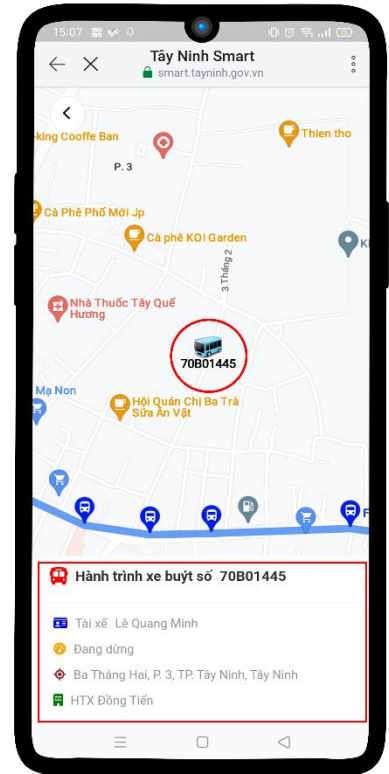 15:07
Tây Ninh Smart
smart.tayninh.gov.vn
king Cooffe Ban
Thien tho
P. 3
Cà Phê Phố Mới Jp
Cà phê KOI Garden
3 Tháng 2
Nhà Thuốc Tây Quế
Hương
70B01445
Mạ Non
Hội Quán Chị Ba Trà
Sữa Ăn Vặt
Hành trình xe buýt số 70B01445
Tài xế Lê Quang Minh
Đang dừng
Ba Tháng Hai, P. 3, TP. Tây Ninh, Tây Ninh
HTX Đồng Tiến